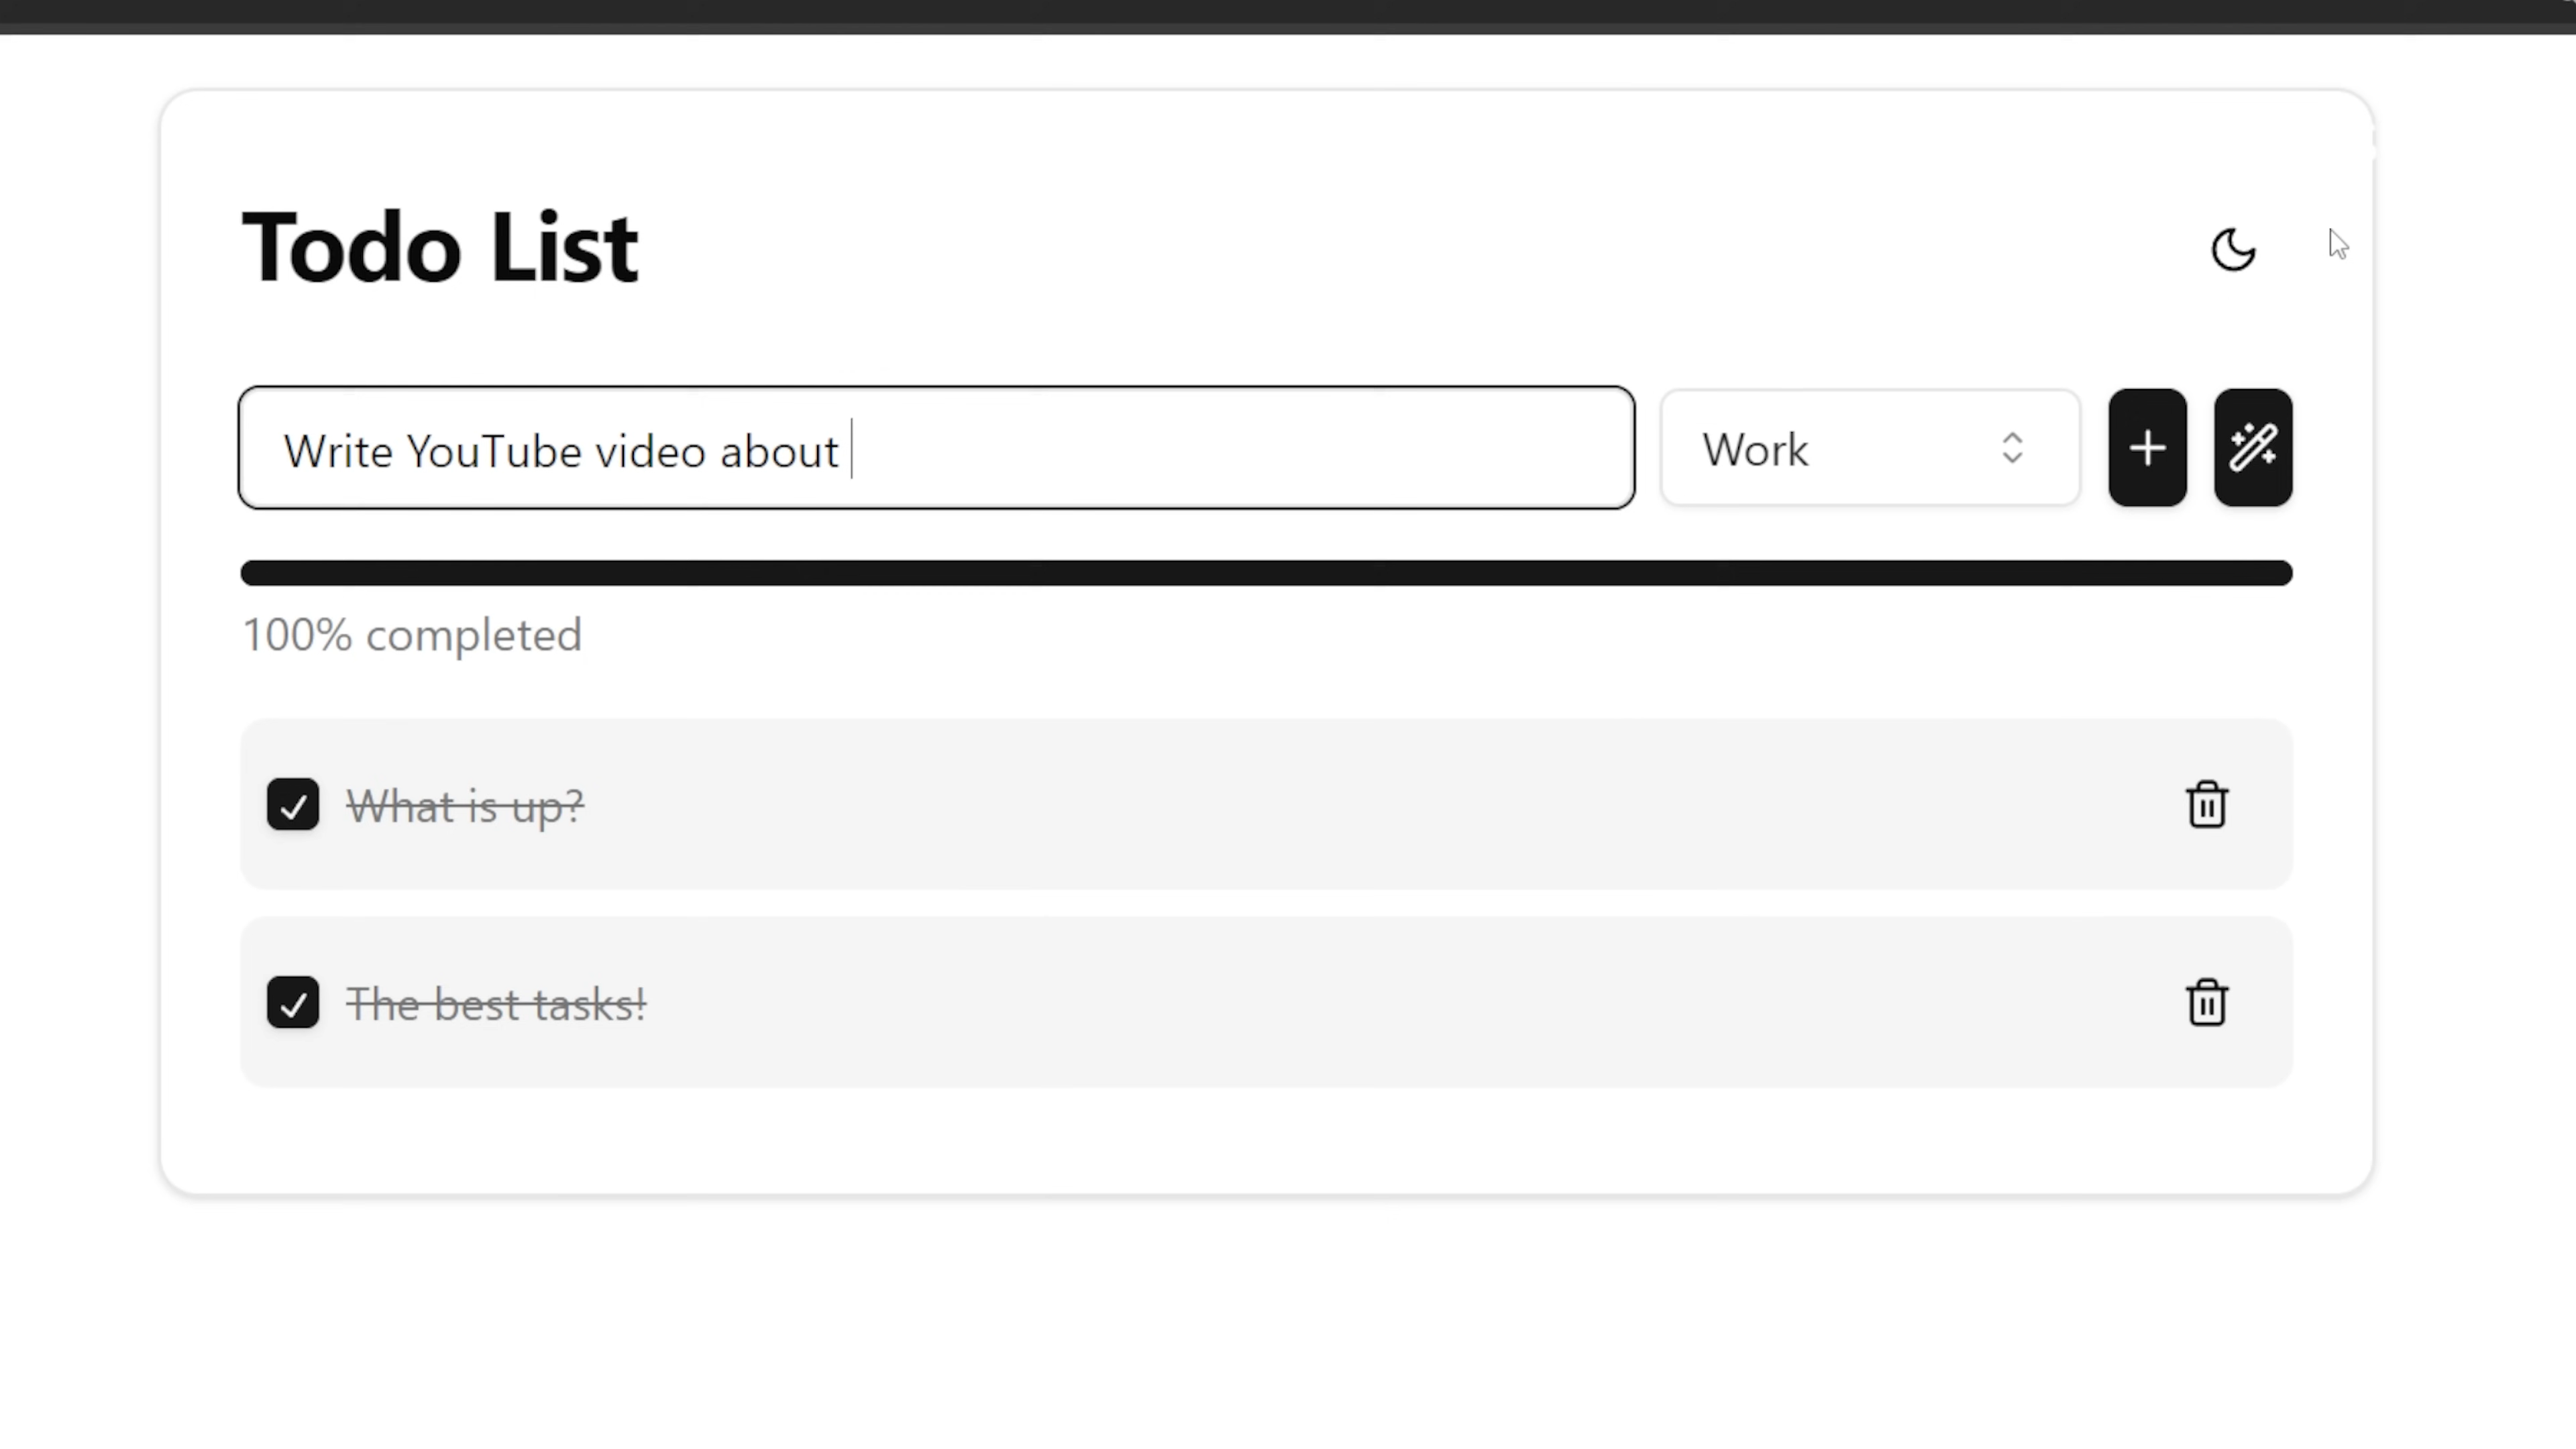 Todo List
Write YouTube video about
Work
100% completed
What is up?
The best tasks!